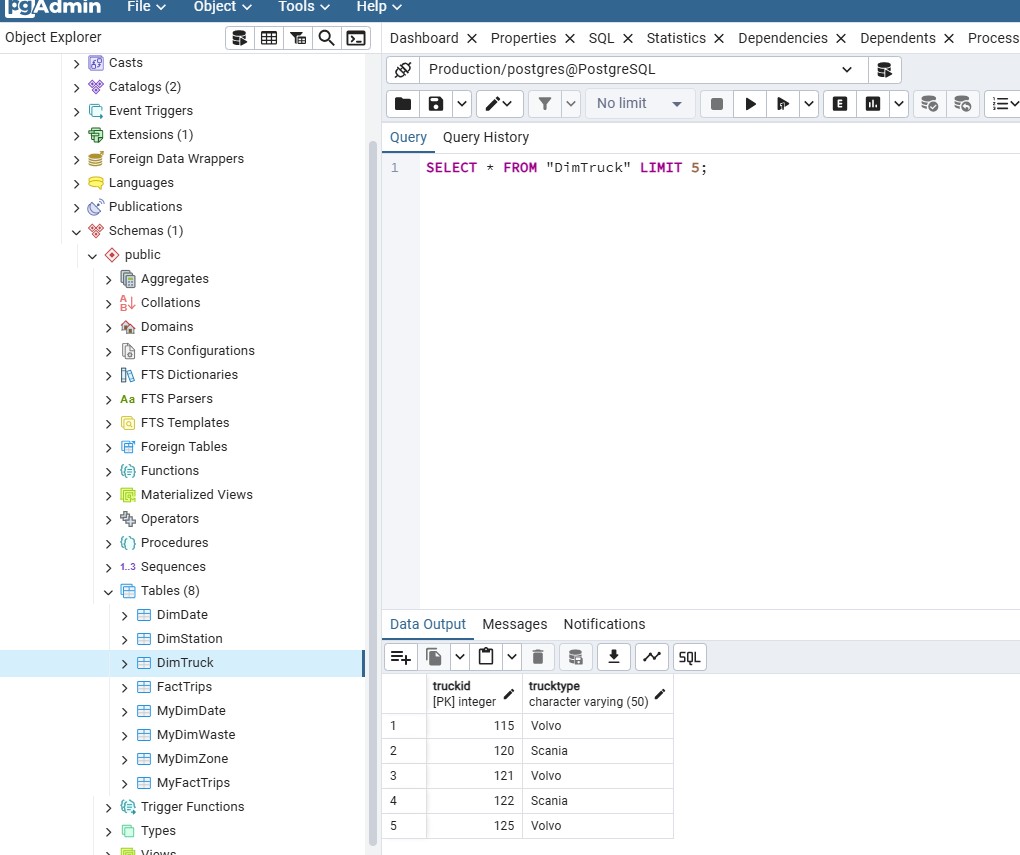 pgAdmin File Object Tools Help
Object Explorer
Casts
Catalogs (2)
Event Triggers
Extensions (1)
Foreign Data Wrappers
Languages
Publications
Schemas (1)
public
Aggregates
Collations
Domains
FTS Configurations
FTS Dictionaries
Aa FTS Parsers
FTS Templates
Foreign Tables
Functions
Materialized Views
Operators
Procedures
1..3 Sequences
Tables (8)
DimDate
DimStation
DimTruck
FactTrips
MyDimDate
MyDimWaste
MyDimZone
MyFactTrips
Trigger Functions
Types
Views
Dashboard Properties SQL Statistics Dependencies Dependents Process
Production/postgres@PostgreSQL
No limit E
Query Query History
1 SELECT * FROM "DimTruck" LIMIT 5;
Data Output Messages Notifications
SQL
truckid trucktype
[PK] integer character varying (50)
1 115 Volvo
2 120 Scania
3 121 Volvo
4 122 Scania
5 125 Volvo